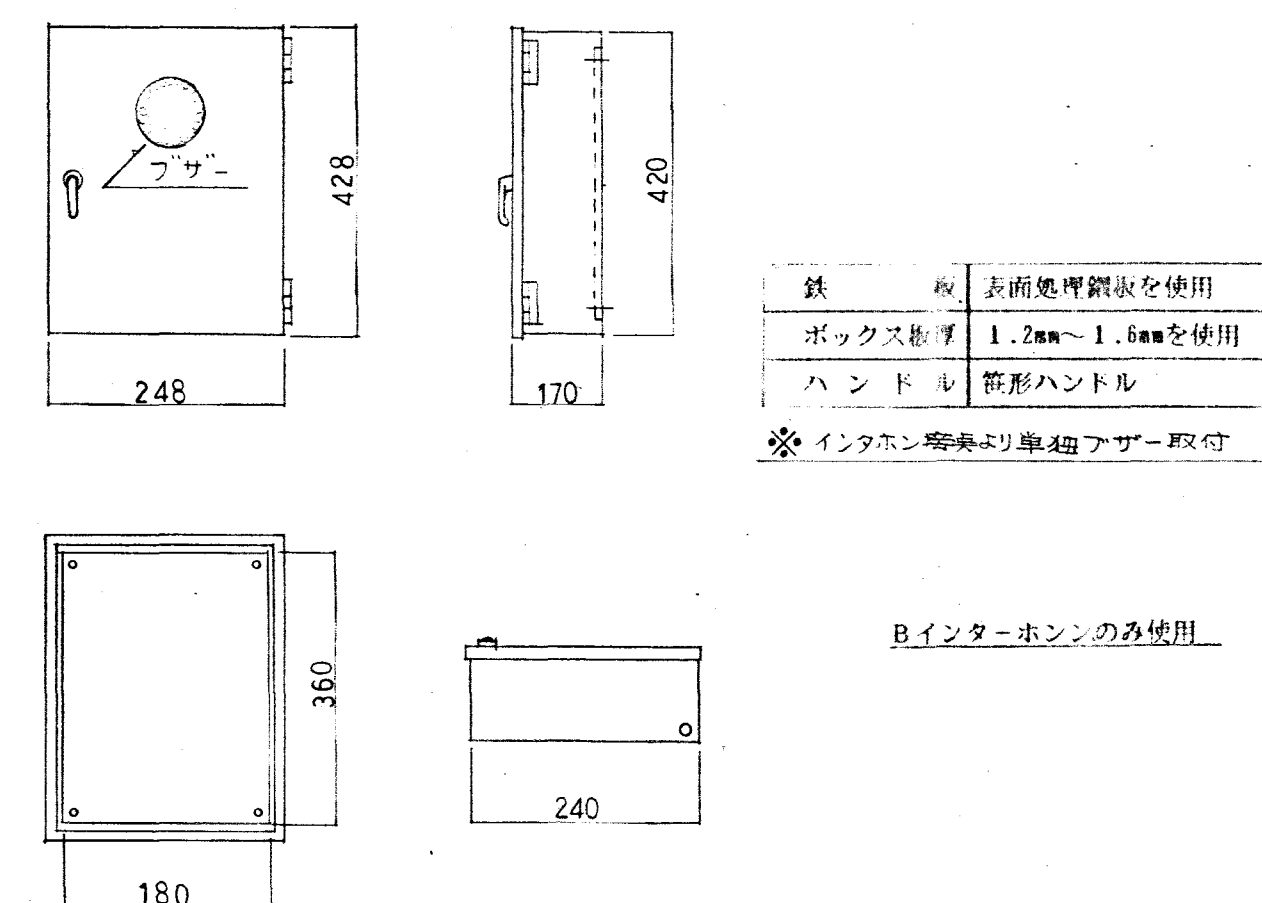 ブザー
428
420
248
170
鉄 板 表面処理鋼板を使用
ボックス板厚 1.2mm～1.6mmを使用
ハンドル 笹形ハンドル
※ インタホン より単独ブザー取付
360
Bインターホンンのみ使用
240
180